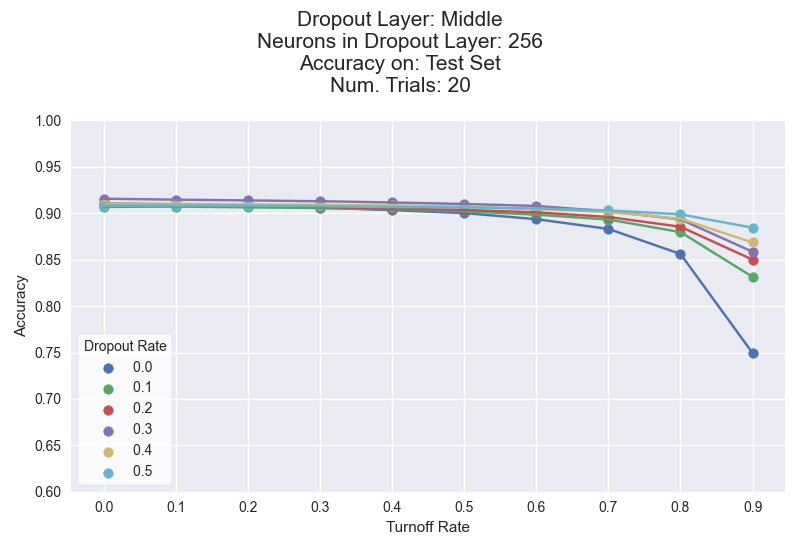 Dropout Layer: Middle
Neurons in Dropout Layer: 256
Accuracy on: Test Set
Num. Trials: 20
1.00
0.95
0.90
0.85
0.80
0.75
0.70
0.65
0.60
Accuracy
Dropout Rate
0.0
0.1
0.2
0.3
0.4
0.5
0.0 0.1 0.2 0.3 0.4 0.5 0.6 0.7 0.8 0.9
Turnoff Rate